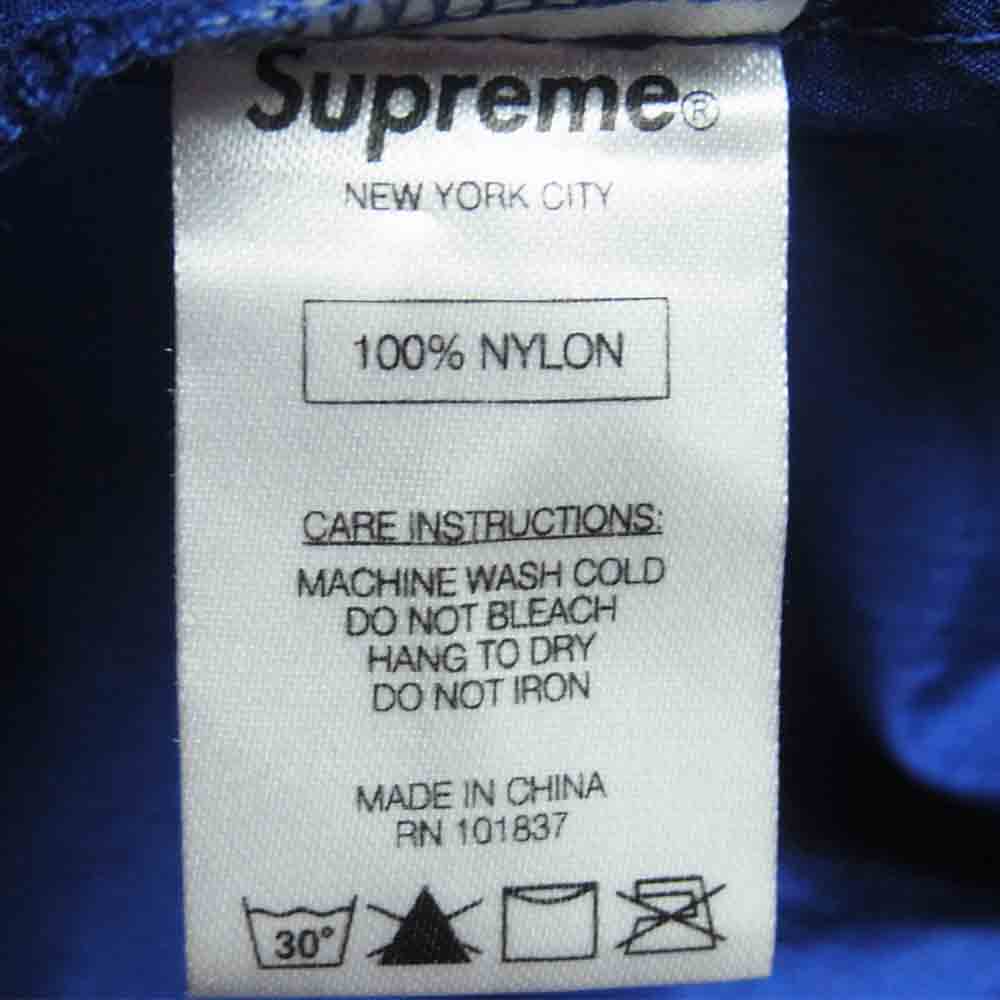 Supreme®
NEW YORK CITY
100% NYLON
CARE INSTRUCTIONS:
MACHINE WASH COLD
DO NOT BLEACH
HANG TO DRY
DO NOT IRON
MADE IN CHINA
RN 101837
30°